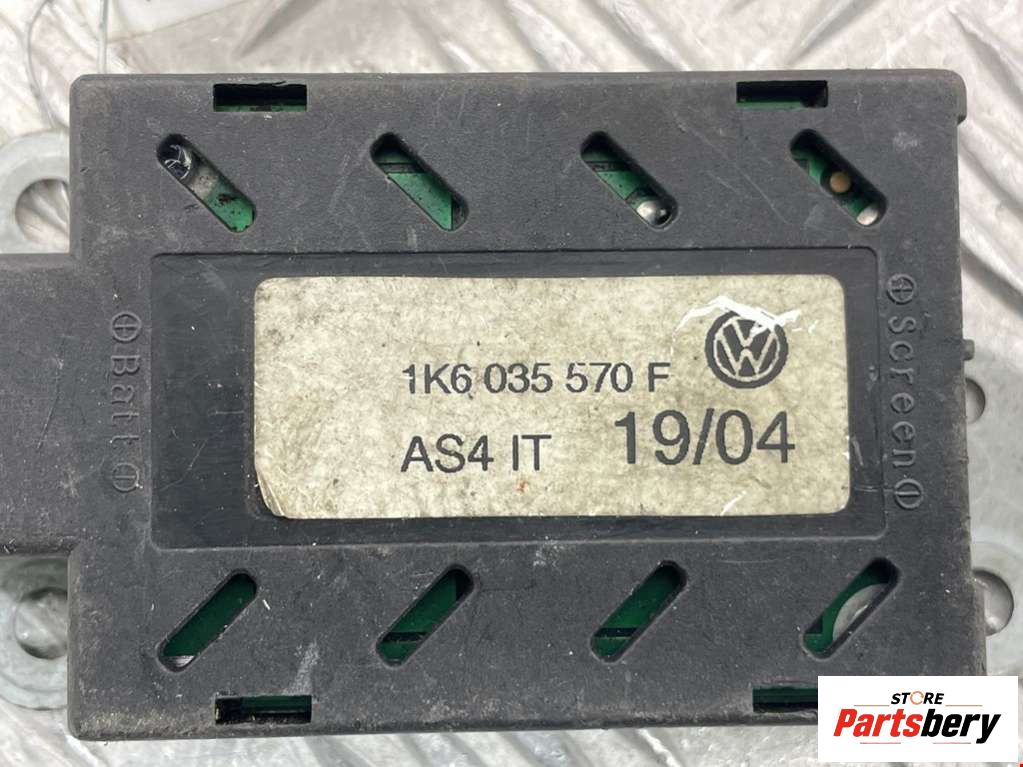 1K6 035 570 F
AS4 IT 19/04
Batt
Screen
STORE
Partsbery